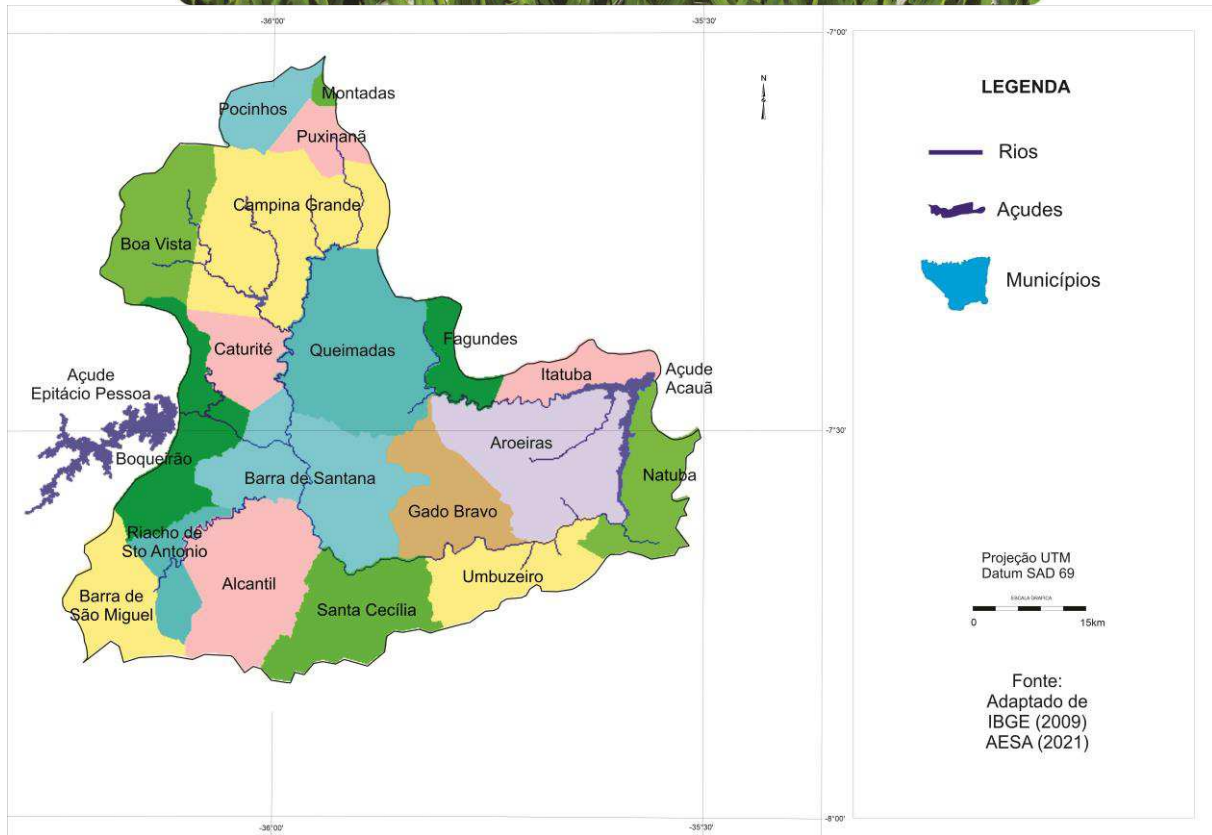 -36°00'
-35°30'
-7°00'
Montadas
Pocinhos
Puxinanã
Campina Grande
Boa Vista
Fagundes
Caturité
Queimadas
Itatuba
Açude
Acauã
Açude
Epitácio Pessoa
-7°30'
Aroeiras
Boqueirão
Barra de Santana
Natuba
Gado Bravo
Riacho de
Sto Antonio
Umbuzeiro
Alcantil
Barra de
São Miguel
Santa Cecília
-36°00'
-35°30'
-8°00'
N
LEGENDA
Rios
Açudes
Municípios
Projeção UTM
Datum SAD 69
ESCALA GRÁFICA
0 15km
Fonte:
Adaptado de
IBGE (2009)
AESA (2021)